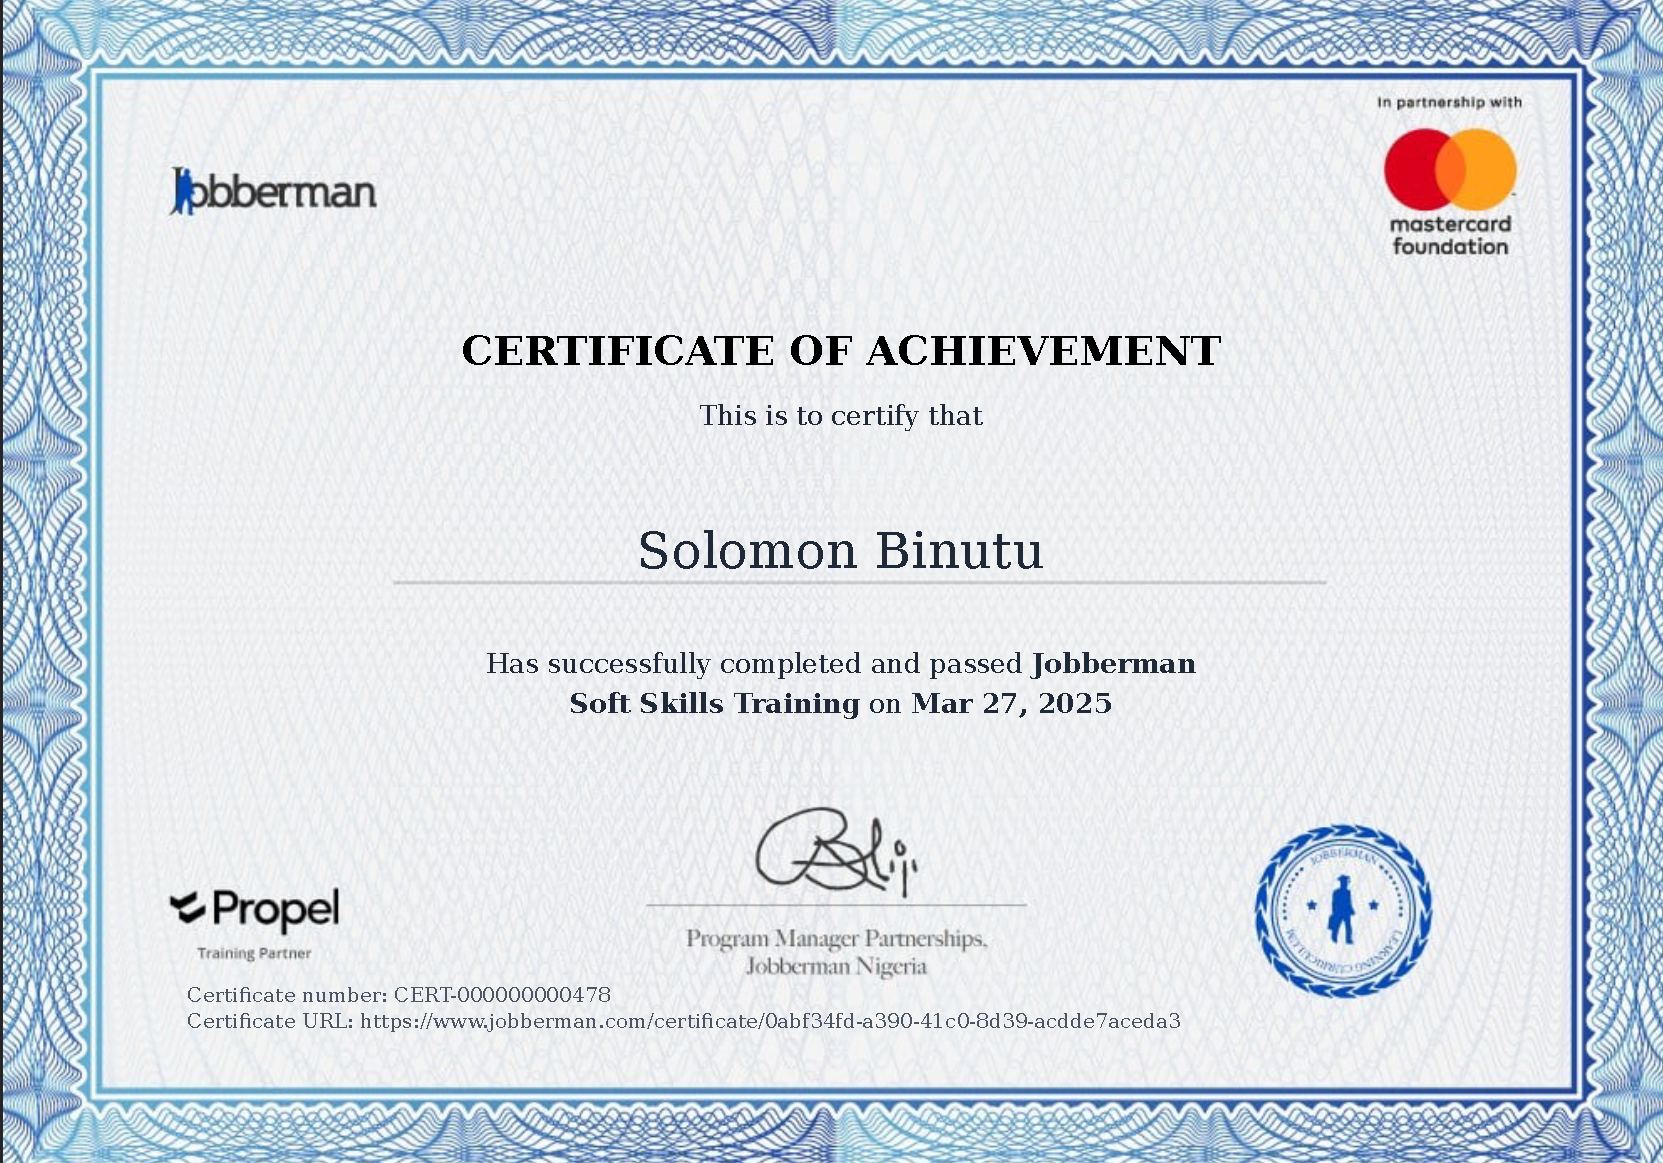 In partnership with
Jobberman
mastercard
foundation
CERTIFICATE OF ACHIEVEMENT
This is to certify that
Solomon Binutu
Has successfully completed and passed Jobberman
Soft Skills Training on Mar 27, 2025
Propel
Training Partner
Program Manager Partnerships,
Jobberman Nigeria
JOBBERMAN
LEARNING CURRICULUM
Certificate number: CERT-000000000478
Certificate URL: https://www.jobberman.com/certificate/0abf34fd-a390-41c0-8d39-acdde7aceda3